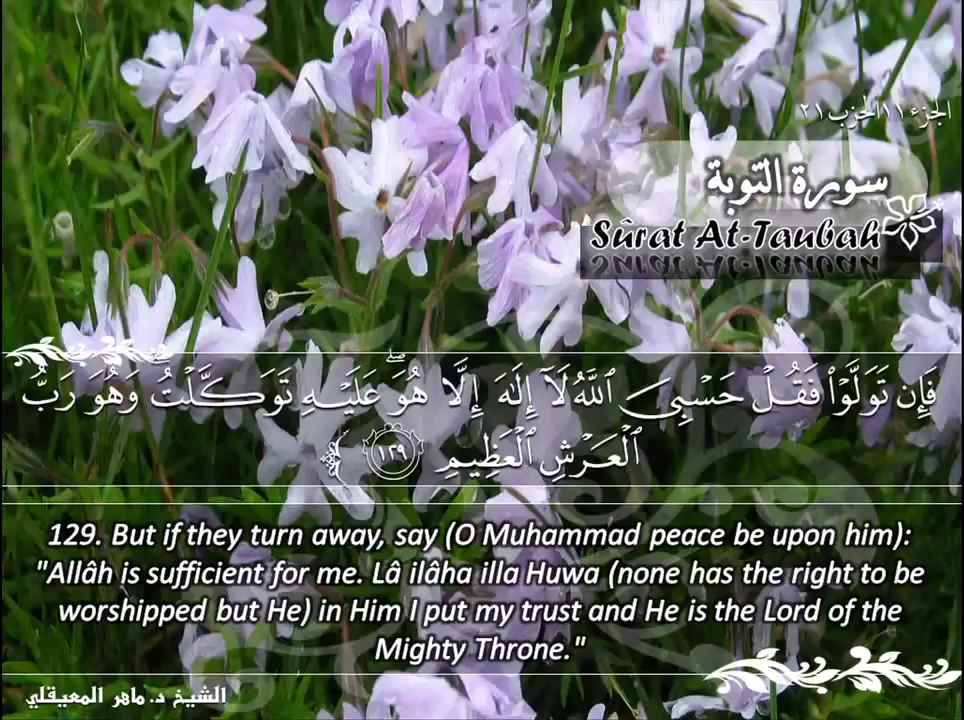 الجزء ١١ الحزب ٢١
سورة التوبة
Sûrat At-Taubah
فَإِن تَوَلَّوْا۟ فَقُلْ حَسْبِىَ ٱللَّهُ لَآ إِلَٰهَ إِلَّا هُوَ ۖ عَلَيْهِ تَوَكَّلْتُ ۖ وَهُوَ رَبُّ
ٱلْعَرْشِ ٱلْعَظِيمِ ١٢٩
129. But if they turn away, say (O Muhammad peace be upon him):
"Allâh is sufficient for me. Lâ ilâha illa Huwa (none has the right to be
worshipped but He) in Him I put my trust and He is the Lord of the
Mighty Throne."
الشيخ د. ماهر المعيقلي